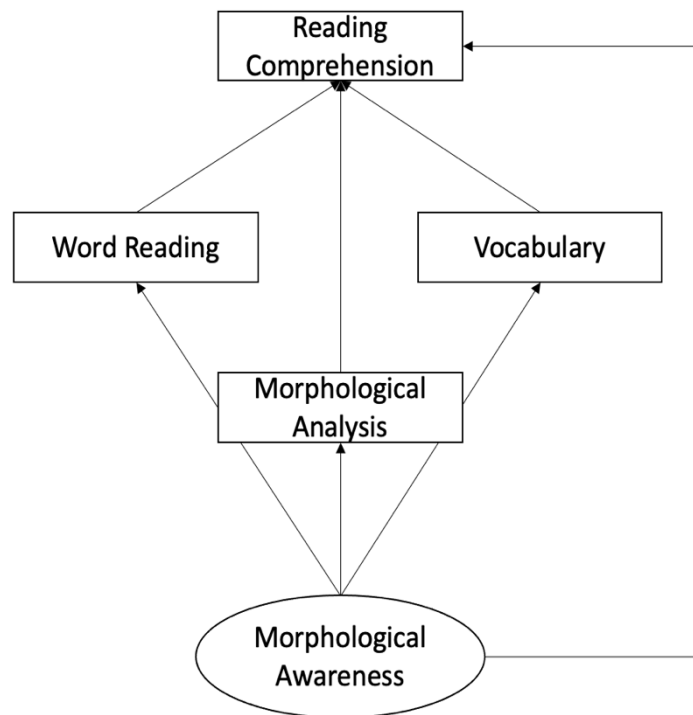 Reading
Comprehension
Word Reading
Vocabulary
Morphological
Analysis
Morphological
Awareness